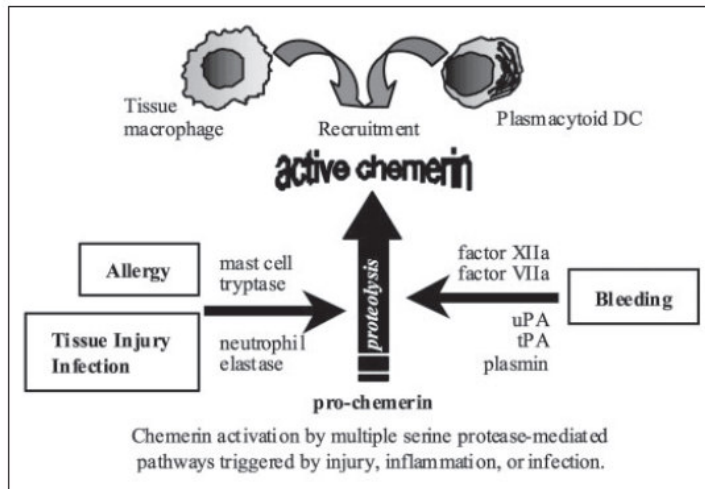 Tissue
macrophage
Recruitment
Plasmacytoid DC
active chemerin
Allergy
Tissue Injury
Infection
mast cell
tryptase
neutrophil
elastase
proteolysis
factor XIIa
factor VIIa
uPA
tPA
plasmin
Bleeding
pro-chemerin
Chemerin activation by multiple serine protease-mediated
pathways triggered by injury, inflammation, or infection.